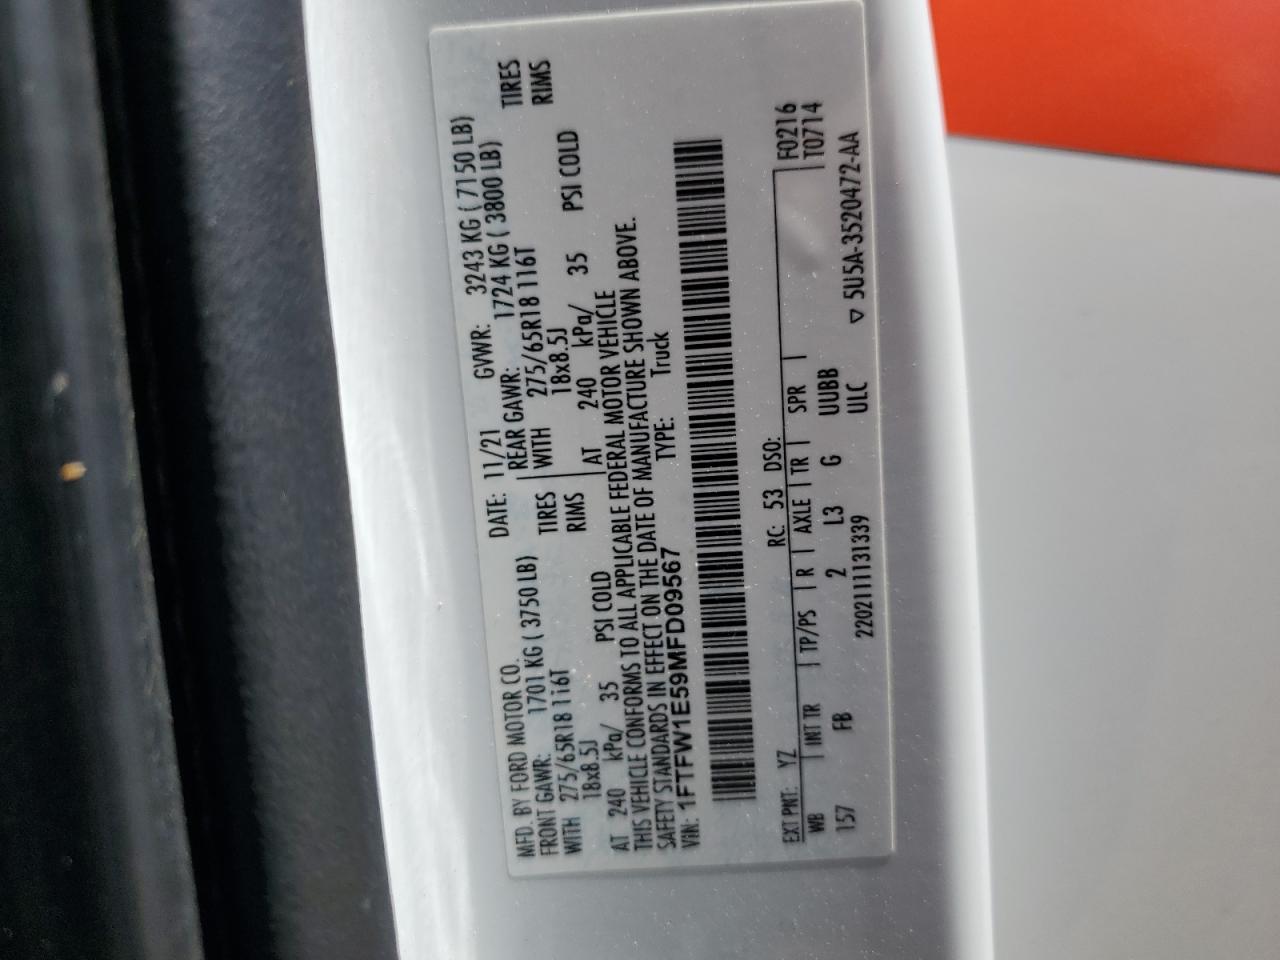 MFD. BY FORD MOTOR CO. DATE: 11/21 GVWR: 3243 KG ( 7150 LB)
FRONT GAWR: 1701 KG ( 3750 LB) REAR GAWR: 1724 KG ( 3800 LB)
WITH 275/65R18 116T TIRES WITH 275/65R18 116T TIRES
18x8.5J RIMS 18x8.5J RIMS
AT 240 kPa/ 35 PSI COLD AT 240 kPa/ 35 PSI COLD
THIS VEHICLE CONFORMS TO ALL APPLICABLE FEDERAL MOTOR VEHICLE
SAFETY STANDARDS IN EFFECT ON THE DATE OF MANUFACTURE SHOWN ABOVE.
VIN: 1FTFW1E59MFD09567 TYPE: Truck
EXT PNT: YZ RC: 53 DSO: F0216
WB INT TR TP/PS R AXLE TR SPR T0714
157 FB 2 L3 G UUBB
2202111131339 ULC ▽ 5U5A-3520472-AA